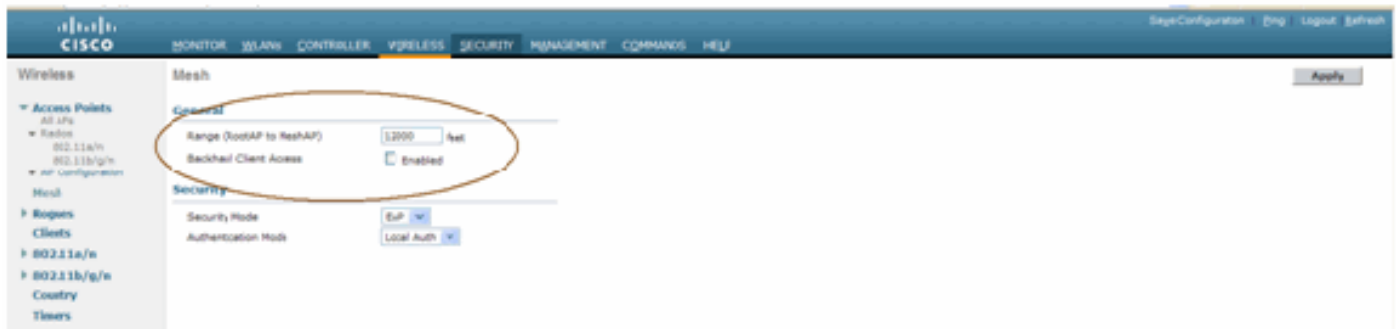 SaveConfiguration Ping Logout Refresh
CISCO
MONITOR WLANs CONTROLLER WIRELESS SECURITY MANAGEMENT COMMANDS HELP
Wireless
Mesh
Apply
Access Points
All APs
Radios
802.11a/n
802.11b/g/n
AP Configuration
Mesh
Rogues
Clients
802.11a/n
802.11b/g/n
Country
Timers
General
Range (RootAP to MeshAP) 12000 feet
Backhaul Client Access Enabled
Security
Security Mode EAP
Authentication Mode Local Auth